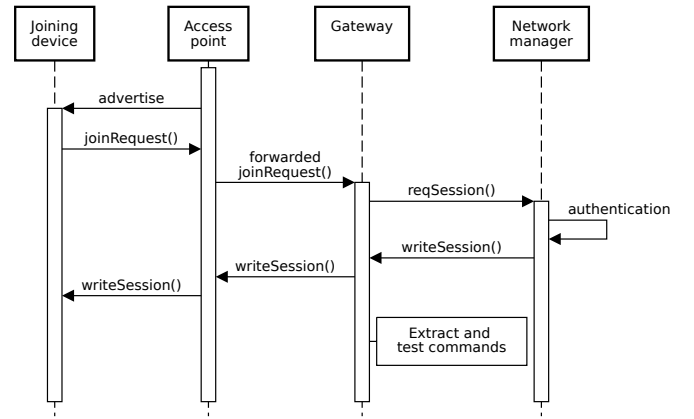 Joining
device
Access
point
Gateway
Network
manager
advertise
joinRequest()
forwarded
joinRequest()
reqSession()
authentication
writeSession()
writeSession()
writeSession()
Extract and
test commands